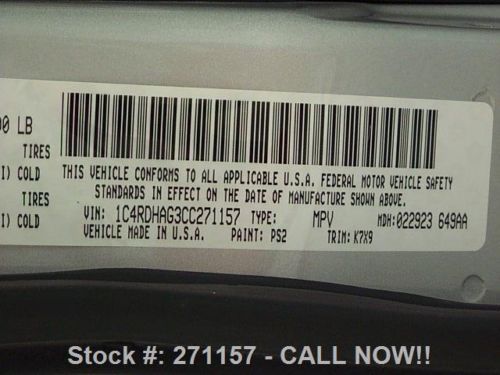 00 LB
TIRES
I) COLD
TIRES
I) COLD
THIS VEHICLE CONFORMS TO ALL APPLICABLE U.S.A. FEDERAL MOTOR VEHICLE SAFETY
STANDARDS IN EFFECT ON THE DATE OF MANUFACTURE SHOWN ABOVE.
VIN: 1C4RDHAG3CC271157 TYPE: MPV MDH:022923 649AA
VEHICLE MADE IN U.S.A. PAINT: PS2 TRIM: K7X9
Stock #: 271157 - CALL NOW!!